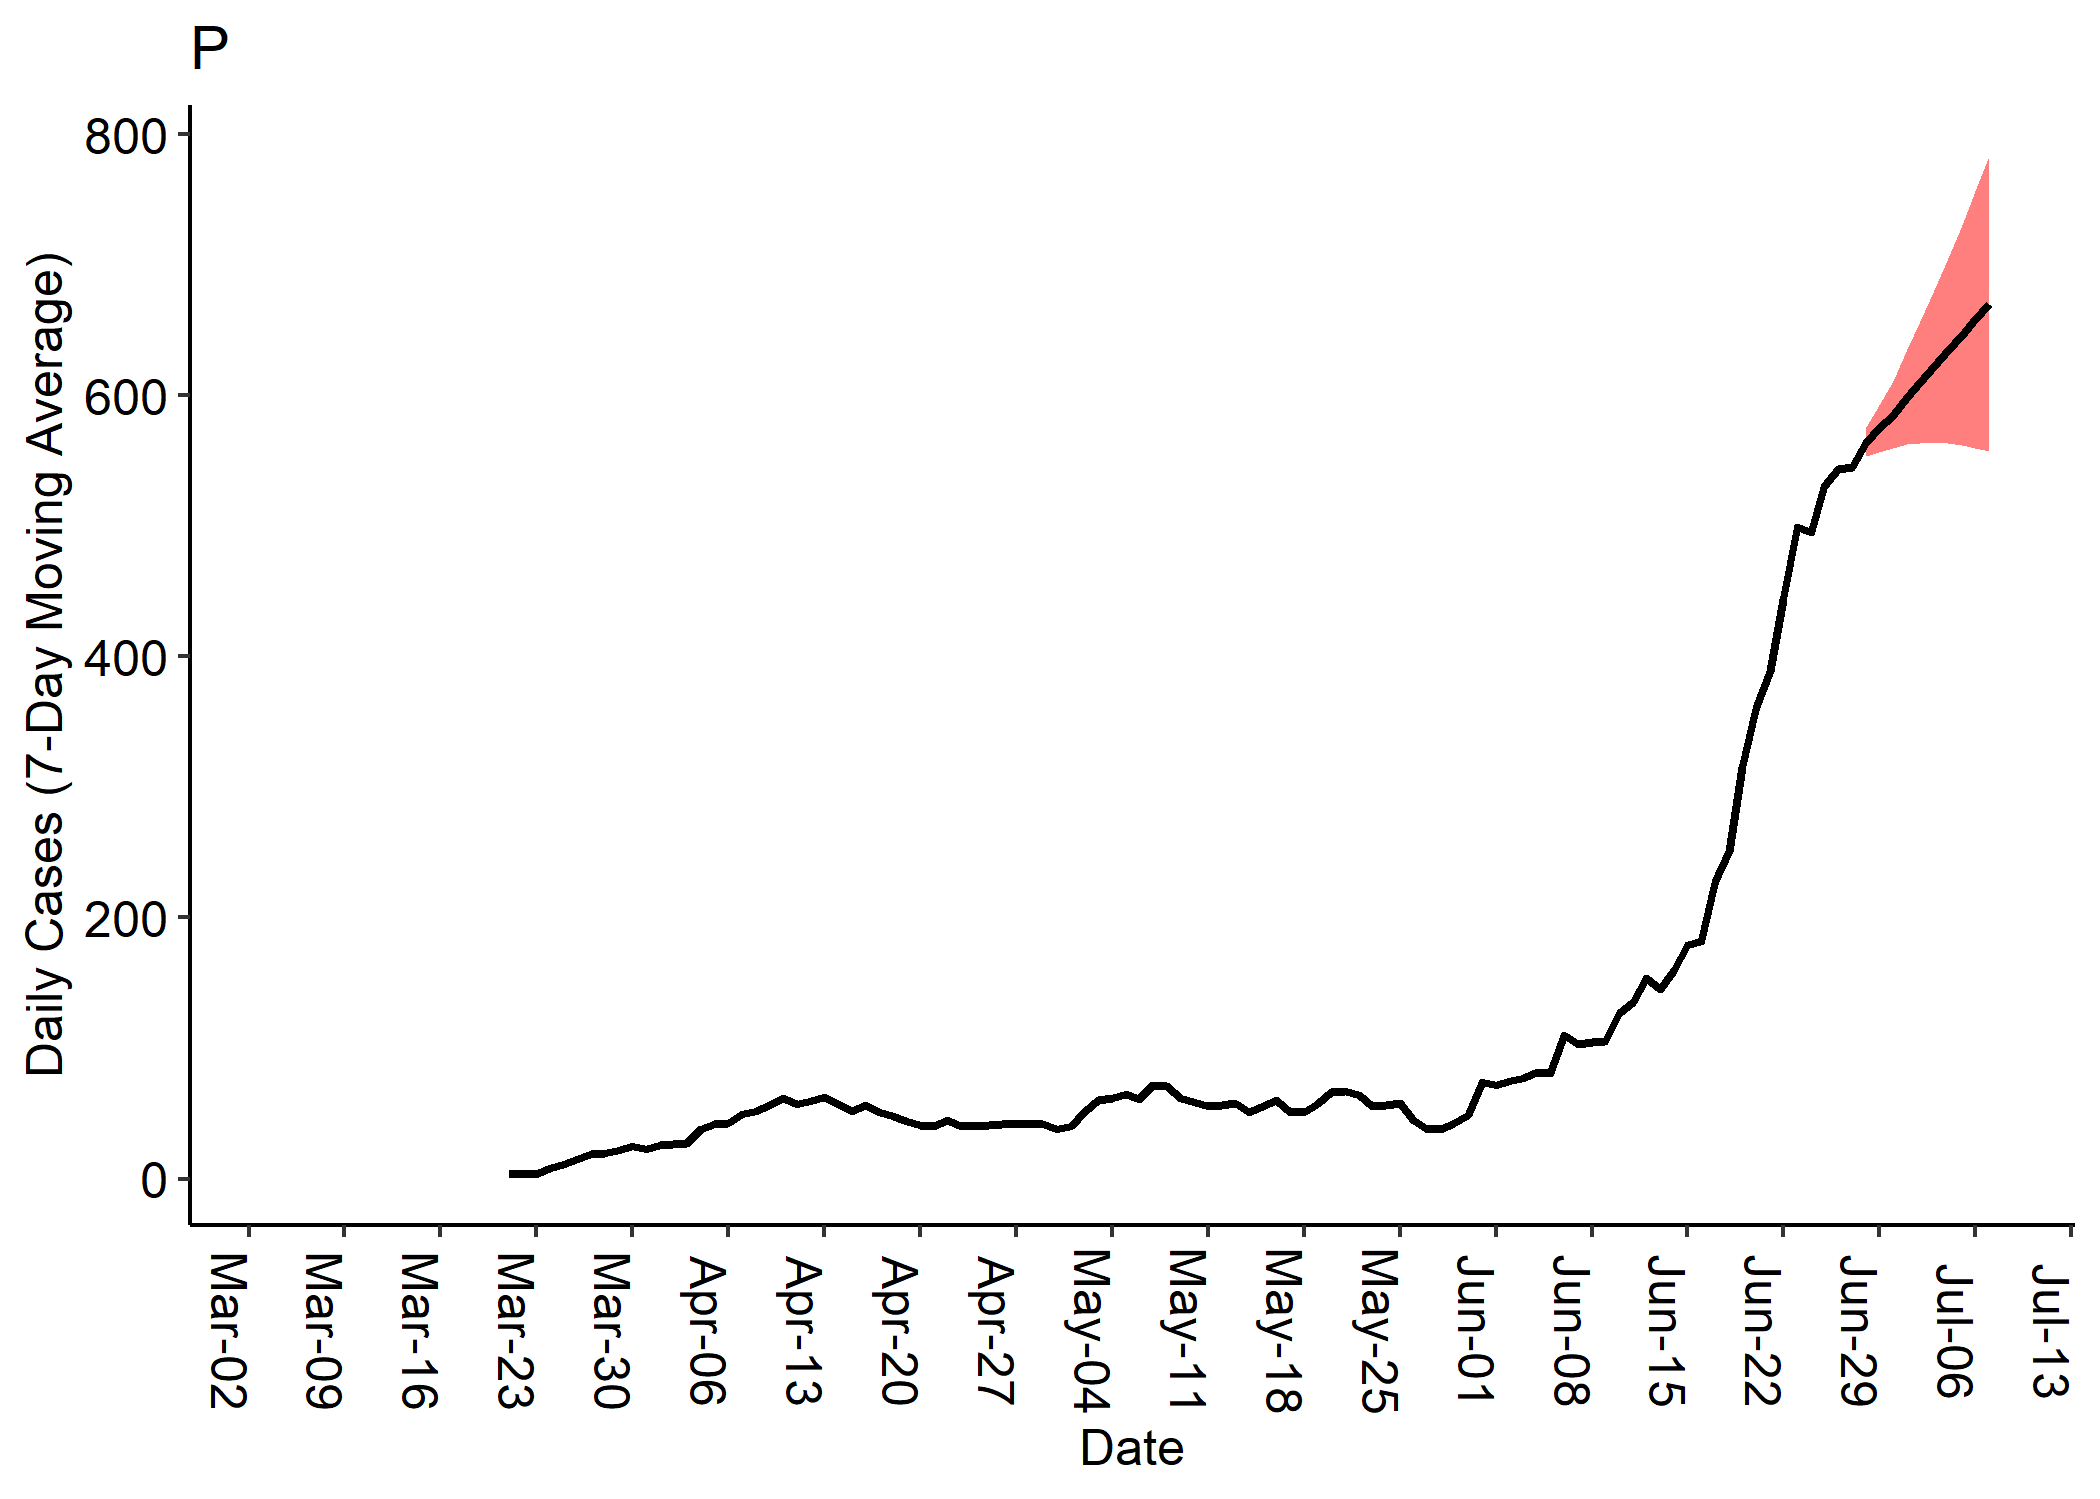 P
Daily Cases (7-Day Moving Average)
800
600
400
200
0
Mar-02
Mar-09
Mar-16
Mar-23
Mar-30
Apr-06
Apr-13
Apr-20
Apr-27
May-04
May-11
May-18
May-25
Jun-01
Jun-08
Jun-15
Jun-22
Jun-29
Jul-06
Jul-13
Date